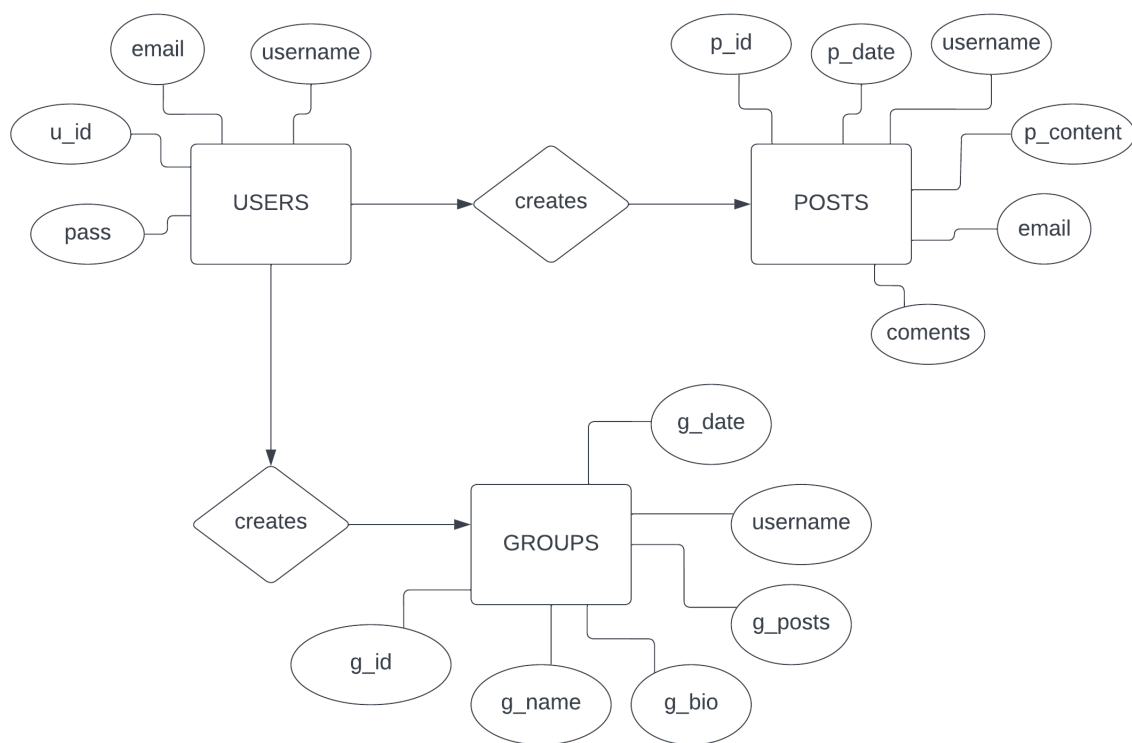 email
username
u_id
pass
USERS
creates
p_id
p_date
username
p_content
POSTS
email
coments
creates
g_date
GROUPS
username
g_posts
g_id
g_name
g_bio